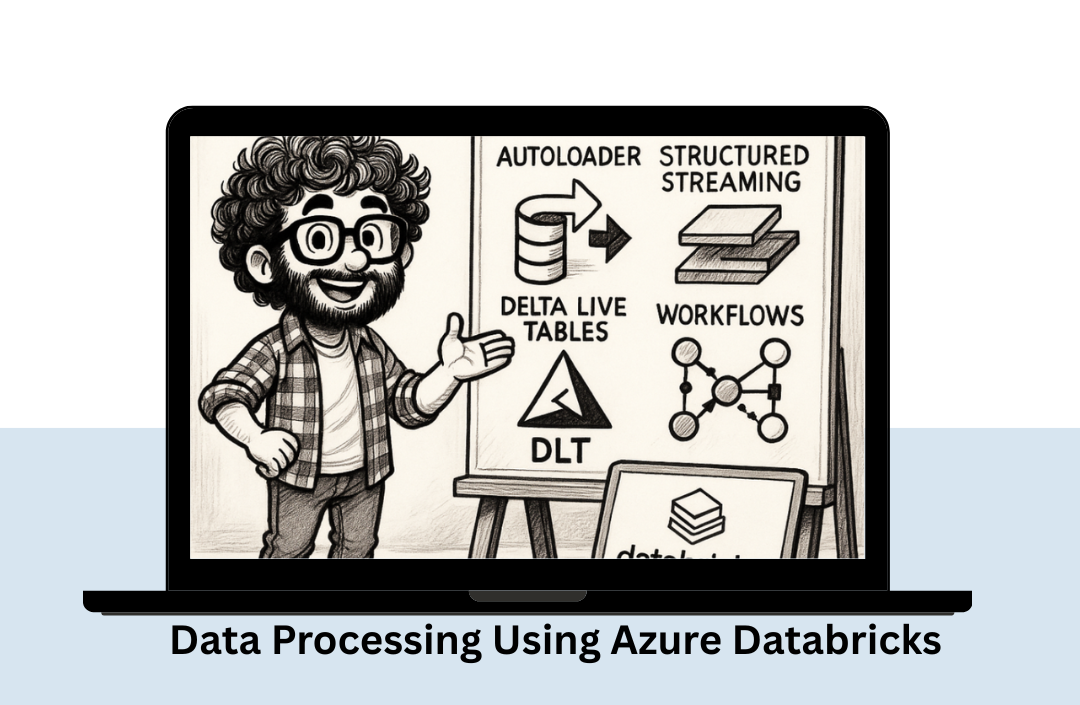 AUTOLOADER
STRUCTURED
STREAMING
DELTA LIVE
TABLES
WORKFLOWS
DLT
Data Processing Using Azure Databricks